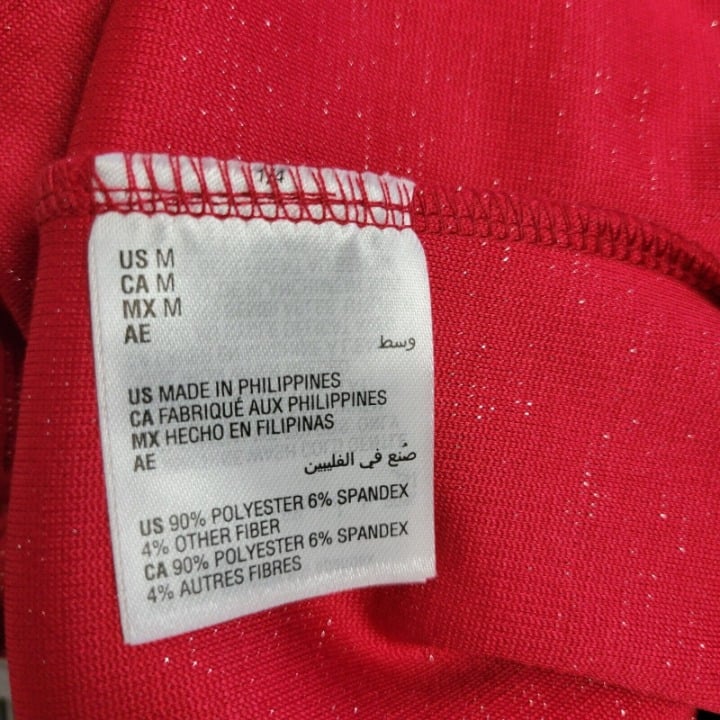 US M
CA M
MX M
AE
وسط
US MADE IN PHILIPPINES
CA FABRIQUÉ AUX PHILIPPINES
MX HECHO EN FILIPINAS
AE
صُنع في الفليبين
US 90% POLYESTER 6% SPANDEX
4% OTHER FIBER
CA 90% POLYESTER 6% SPANDEX
4% AUTRES FIBRES